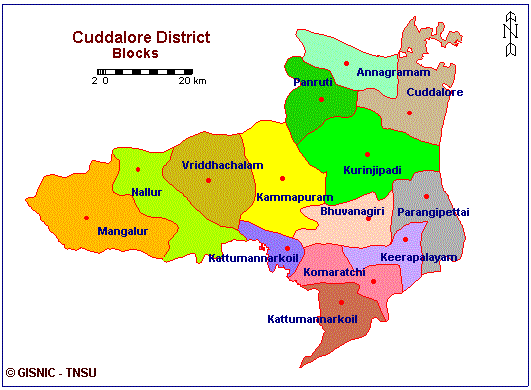 Cuddalore District
Blocks
N
2 0 20 km
Annagramam
Panruti
Cuddalore
Vriddhachalam
Kurinjipadi
Nallur
Kammapuram
Bhuvanagiri
Parangipettai
Mangalur
Kattumannarkoil
Keerapalayam
Komaratchi
Kattumannarkoil
© GISNIC - TNSU